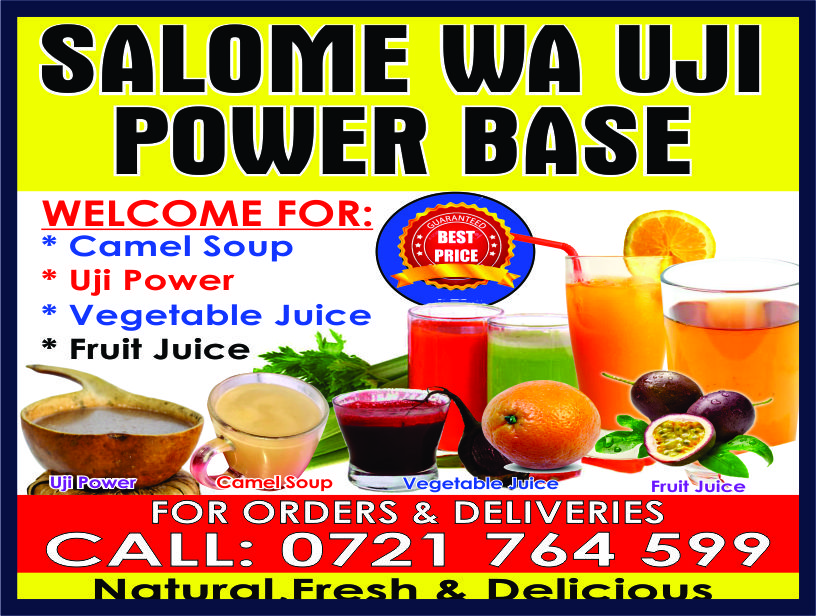 SALOME WA UJI
POWER BASE
WELCOME FOR:
* Camel Soup
* Uji Power
* Vegetable Juice
* Fruit Juice
GUARANTEED
BEST
PRICE
Uji Power
Camel Soup
Vegetable Juice
Fruit Juice
FOR ORDERS & DELIVERIES
CALL: 0721 764 599
Natural,Fresh & Delicious